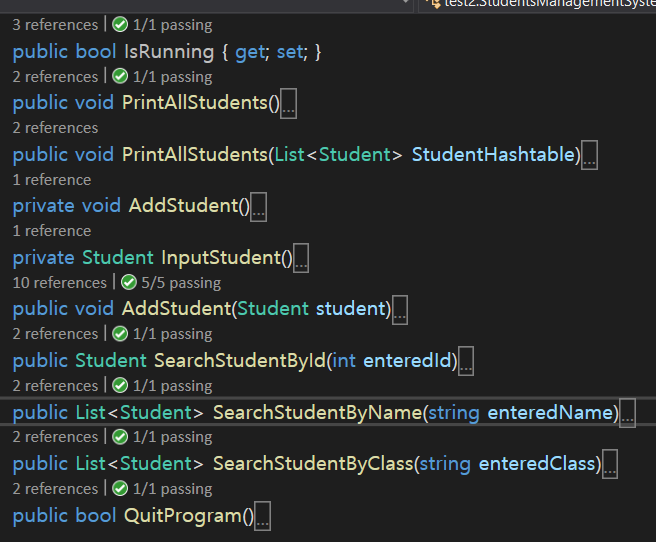 test2.StudentsManagementSyste
3 references | 1/1 passing
public bool IsRunning { get; set; }
2 references | 1/1 passing
public void PrintAllStudents()...
2 references
public void PrintAllStudents(List<Student> StudentHashtable)...
1 reference
private void AddStudent()...
1 reference
private Student InputStudent()...
10 references | 5/5 passing
public void AddStudent(Student student)...
2 references | 1/1 passing
public Student SearchStudentById(int enteredId)...
2 references | 1/1 passing
public List<Student> SearchStudentByName(string enteredName)...
2 references | 1/1 passing
public List<Student> SearchStudentByClass(string enteredClass)...
2 references | 1/1 passing
public bool QuitProgram()...